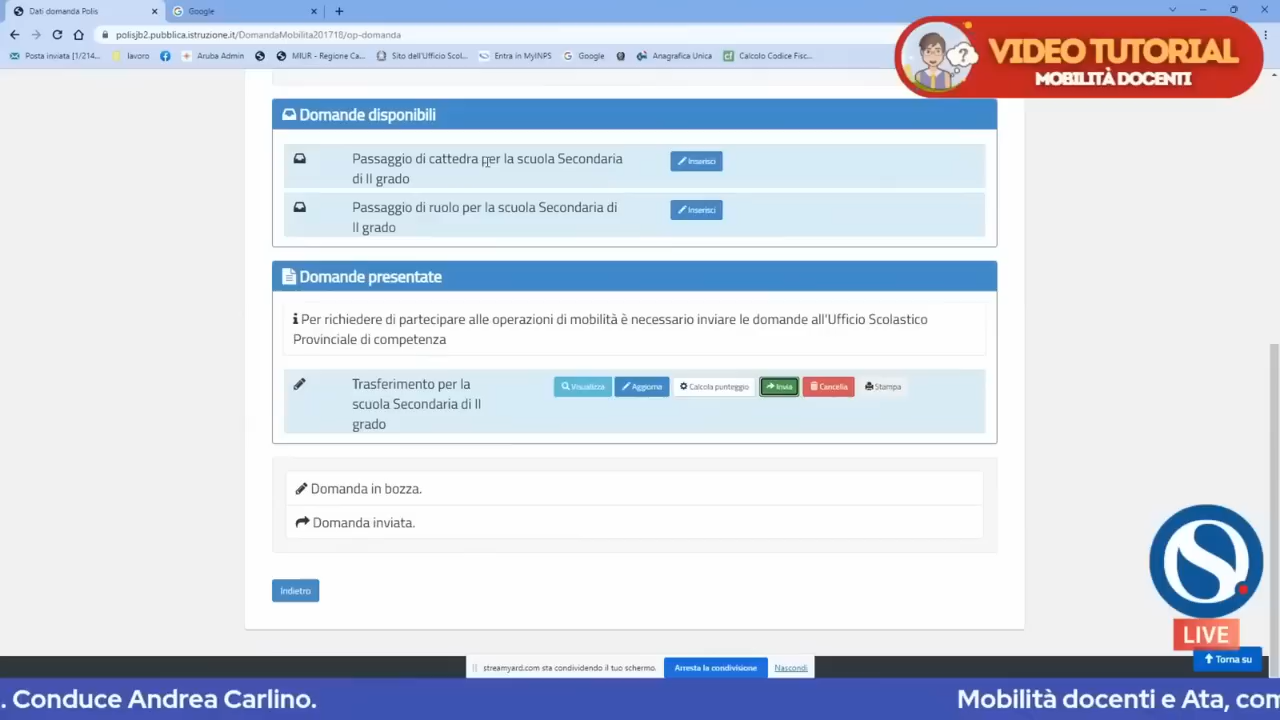 Dati domanda Polis
Google
polisjb2.pubblica.istruzione.it/DomandaMobilita201718/op-domanda
Posta inviata [1/214...
lavoro
Aruba Admin
MIUR - Regione Ca...
Sito dell'Ufficio Scol...
Entra in MyINPS
Google
Anagrafica Unica
Calcolo Codice Fisc...
VIDEO TUTORIAL
MOBILITÀ DOCENTI
Domande disponibili
Passaggio di cattedra per la scuola Secondaria
di II grado
Inserisci
Passaggio di ruolo per la scuola Secondaria di
II grado
Inserisci
Domande presentate
Per richiedere di partecipare alle operazioni di mobilità è necessario inviare le domande all'Ufficio Scolastico
Provinciale di competenza
Trasferimento per la
scuola Secondaria di II
grado
Visualizza
Aggiorna
Calcola punteggio
Invia
Cancella
Stampa
Domanda in bozza.
Domanda inviata.
Indietro
S
LIVE
Torna su
streamyard.com sta condividendo il tuo schermo.
Arresta la condivisione
Nascondi
. Conduce Andrea Carlino.
Mobilità docenti e Ata, com